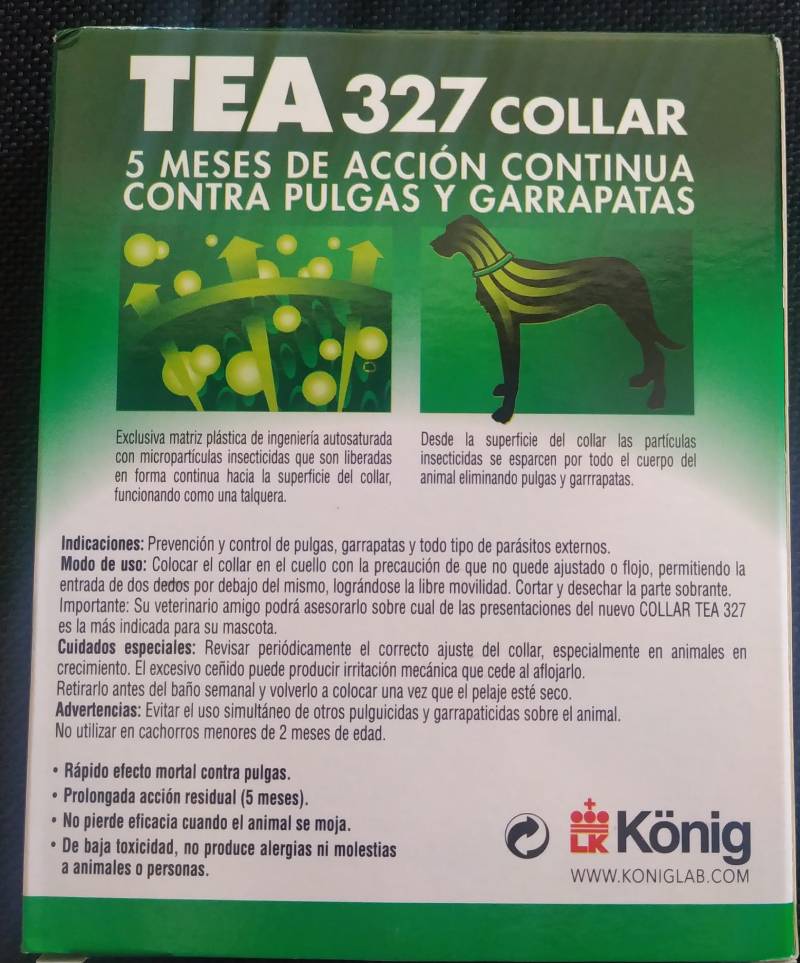 TEA 327 COLLAR
5 MESES DE ACCIÓN CONTINUA
CONTRA PULGAS Y GARRAPATAS
Exclusiva matriz plástica de ingeniería autosaturada
con micropartículas insecticidas que son liberadas
en forma continua hacia la superficie del collar,
funcionando como una talquera.
Desde la superficie del collar las partículas
insecticidas se esparcen por todo el cuerpo del
animal eliminando pulgas y garrrapatas.
Indicaciones: Prevención y control de pulgas, garrapatas y todo tipo de parásitos externos.
Modo de uso: Colocar el collar en el cuello con la precaución de que no quede ajustado o flojo, permitiendo la
entrada de dos dedos por debajo del mismo, lográndose la libre movilidad. Cortar y desechar la parte sobrante.
Importante: Su veterinario amigo podrá asesorarlo sobre cual de las presentaciones del nuevo COLLAR TEA 327
es la más indicada para su mascota.
Cuidados especiales: Revisar periódicamente el correcto ajuste del collar, especialmente en animales en
crecimiento. El excesivo ceñido puede producir irritación mecánica que cede al aflojarlo.
Retirarlo antes del baño semanal y volverlo a colocar una vez que el pelaje esté seco.
Advertencias: Evitar el uso simultáneo de otros pulguicidas y garrapaticidas sobre el animal.
No utilizar en cachorros menores de 2 meses de edad.
• Rápido efecto mortal contra pulgas.
• Prolongada acción residual (5 meses).
• No pierde eficacia cuando el animal se moja.
• De baja toxicidad, no produce alergias ni molestias
a animales o personas.
LK König
WWW.KONIGLAB.COM